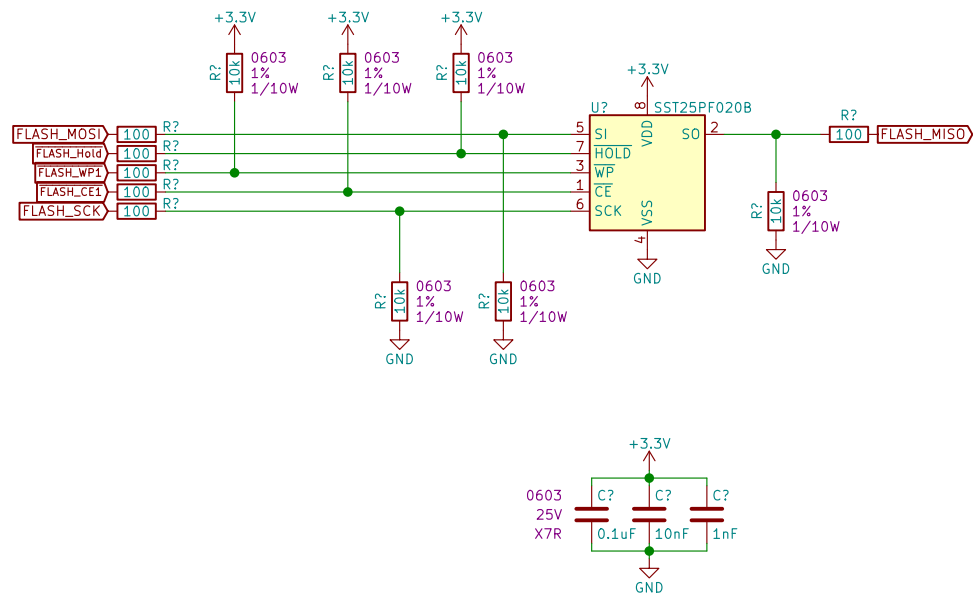 +3.3V +3.3V +3.3V
R? 10k 0603 1% 1/10W
R? 10k 0603 1% 1/10W
R? 10k 0603 1% 1/10W
+3.3V
U? SST25PF020B
8 VDD
FLASH_MOSI 100 R? 5 SI
FLASH_Hold 100 R? 7 HOLD
FLASH_WP1 100 R? 3 WP
FLASH_CE1 100 R? 1 CE
FLASH_SCK 100 R? 6 SCK
SO 2
R? 100 FLASH_MISO
VSS 4
GND
R? 10k 0603 1% 1/10W
GND
R? 10k 0603 1% 1/10W
GND
R? 10k 0603 1% 1/10W
GND
+3.3V
0603 C? C? C?
25V
X7R 0.1uF 10nF 1nF
GND